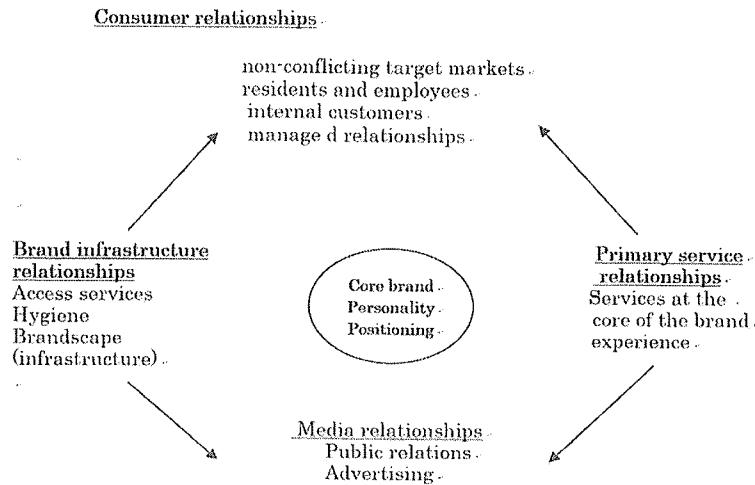 Consumer relationships
non-conflicting target markets
residents and employees
internal customers
manage d relationships
Brand infrastructure
relationships
Access services
Hygiene
Brandscape
(infrastructure)
Core brand
Personality
Positioning
Primary service
relationships
Services at the
core of the brand
experience
Media relationships
Public relations
Advertising